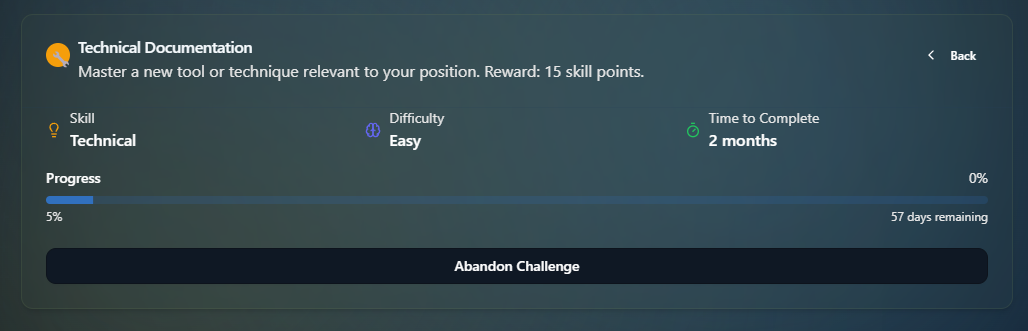 Technical Documentation
Master a new tool or technique relevant to your position. Reward: 15 skill points.
Back
Skill
Technical
Difficulty
Easy
Time to Complete
2 months
Progress
0%
5%
57 days remaining
Abandon Challenge